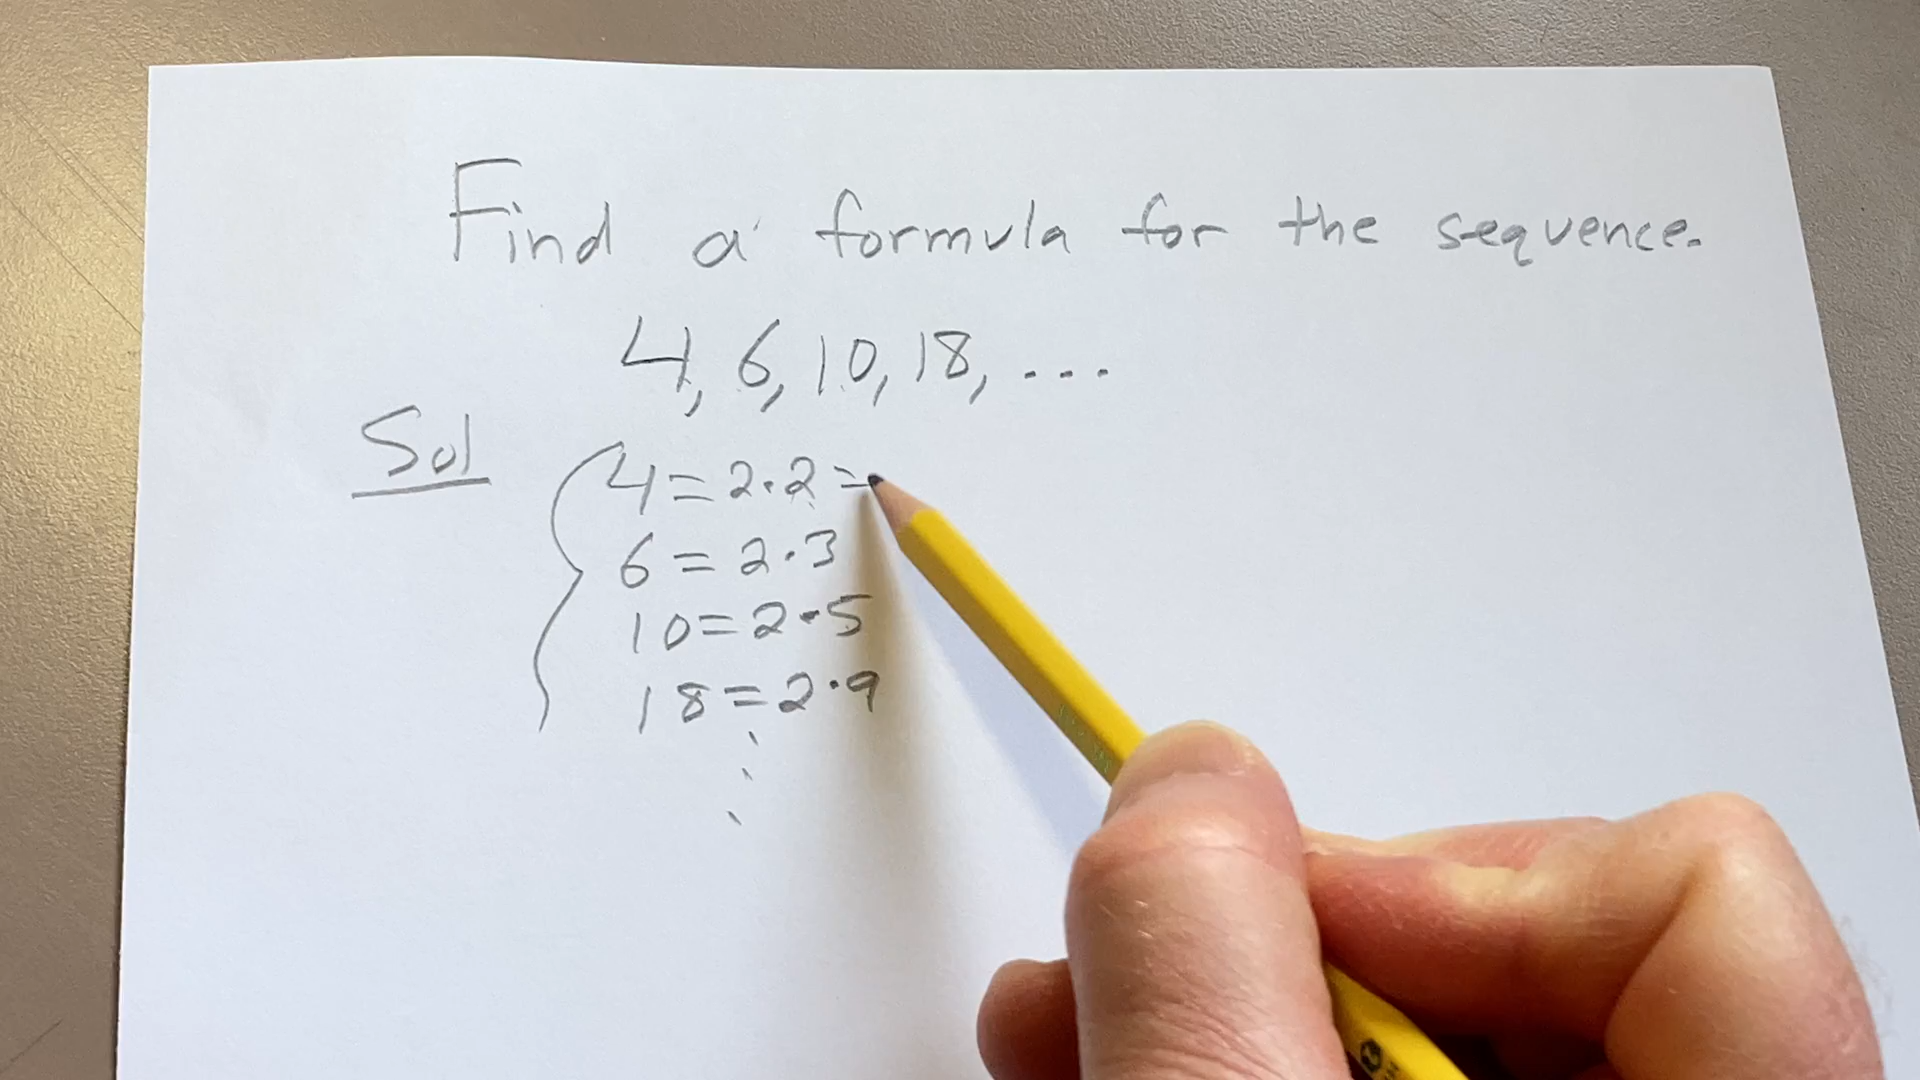 Find a formula for the sequence.
4, 6, 10, 18, ...
Sol
4 = 2·2 =
6 = 2·3
10 = 2·5
18 = 2·9